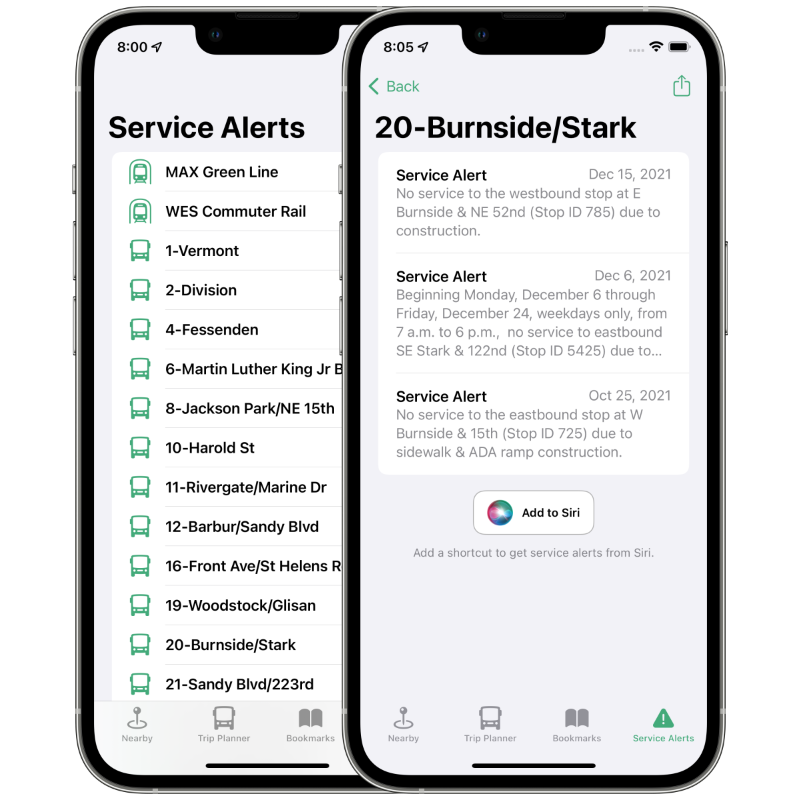 8:00
Service Alerts
MAX Green Line
WES Commuter Rail
1-Vermont
2-Division
4-Fessenden
6-Martin Luther King Jr B
8-Jackson Park/NE 15th
10-Harold St
11-Rivergate/Marine Dr
12-Barbur/Sandy Blvd
16-Front Ave/St Helens R
19-Woodstock/Glisan
20-Burnside/Stark
21-Sandy Blvd/223rd
Nearby
Trip Planner
Bookmarks
8:05
Back
20-Burnside/Stark
Service Alert
Dec 15, 2021
No service to the westbound stop at E
Burnside & NE 52nd (Stop ID 785) due to
construction.
Service Alert
Dec 6, 2021
Beginning Monday, December 6 through
Friday, December 24, weekdays only, from
7 a.m. to 6 p.m.,  no service to eastbound
SE Stark & 122nd (Stop ID 5425) due to...
Service Alert
Oct 25, 2021
No service to the eastbound stop at W
Burnside & 15th (Stop ID 725) due to
sidewalk & ADA ramp construction.
Add to Siri
Add a shortcut to get service alerts from Siri.
Nearby
Trip Planner
Bookmarks
Service Alerts